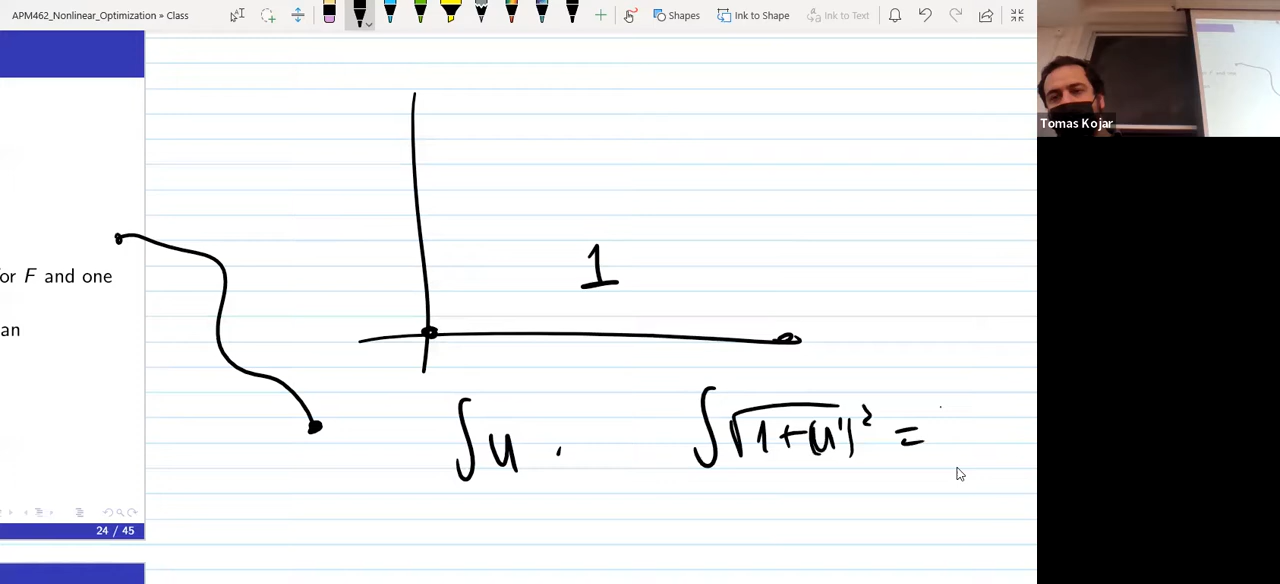 APM462_Nonlinear_Optimization » Class
Shapes
Ink to Shape
Ink to Text
Tomas Kojar
or F and one
an
1
∫u . ∫√1+(u')² =
24 / 45